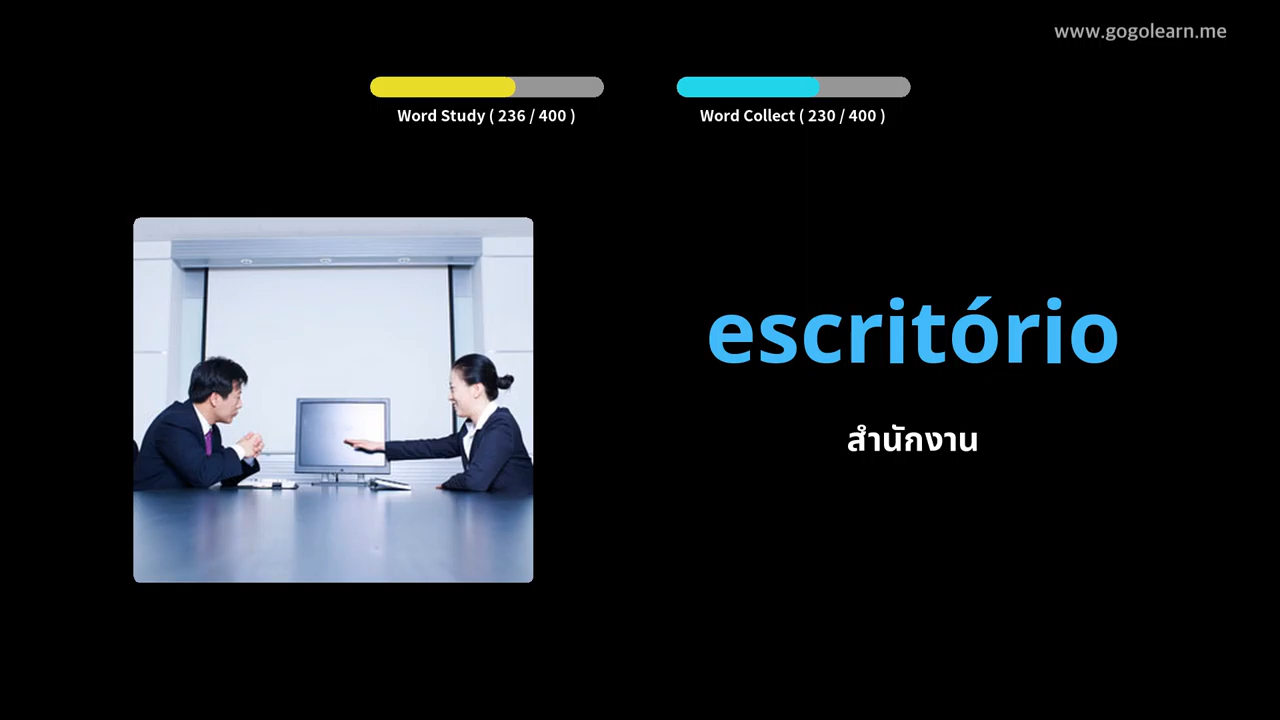 www.gogolearn.me
Word Study ( 236 / 400 )
Word Collect ( 230 / 400 )
escritório
สำนักงาน